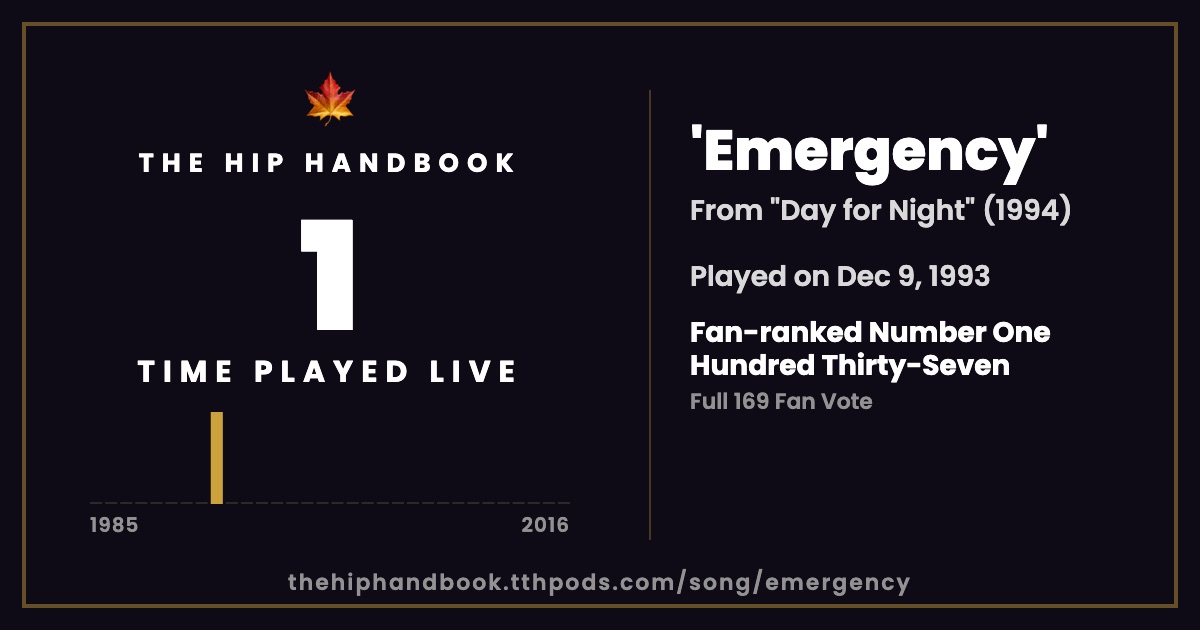 THE HIP HANDBOOK
1
TIME PLAYED LIVE
1985
2016
'Emergency'
From "Day for Night" (1994)
Played on Dec 9, 1993
Fan-ranked Number One
Hundred Thirty-Seven
Full 169 Fan Vote
thehiphandbook.tthpods.com/song/emergency